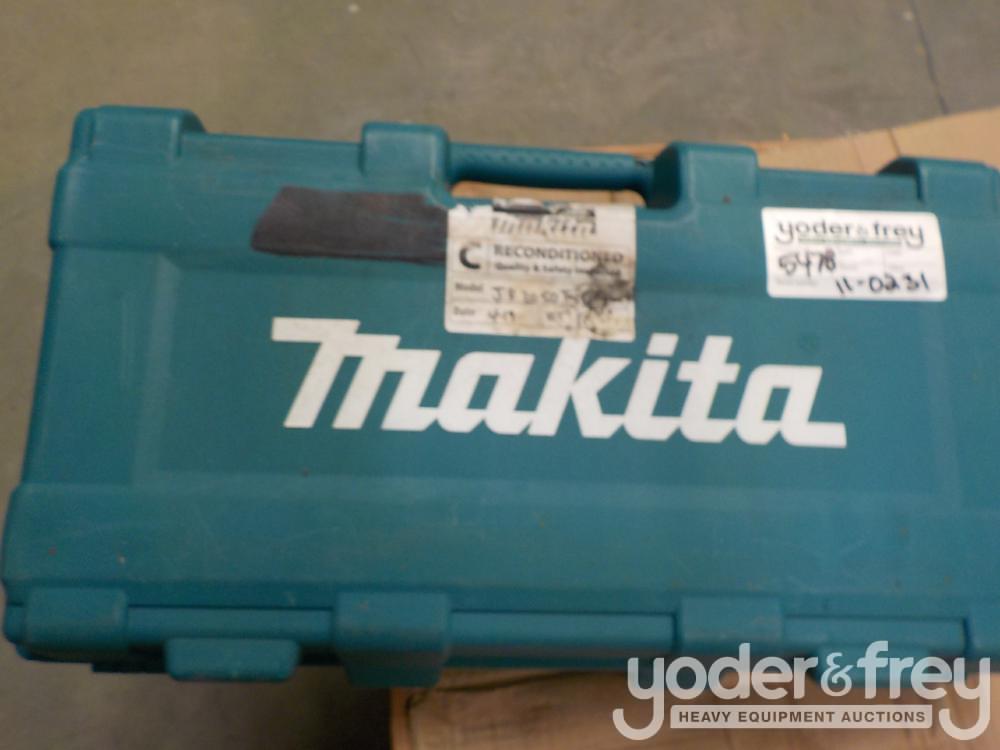 RECONDITIONED
Quality & Safety
Model
Date
yoder&frey
5478
11-0231
makita
yoder&frey
HEAVY EQUIPMENT AUCTIONS